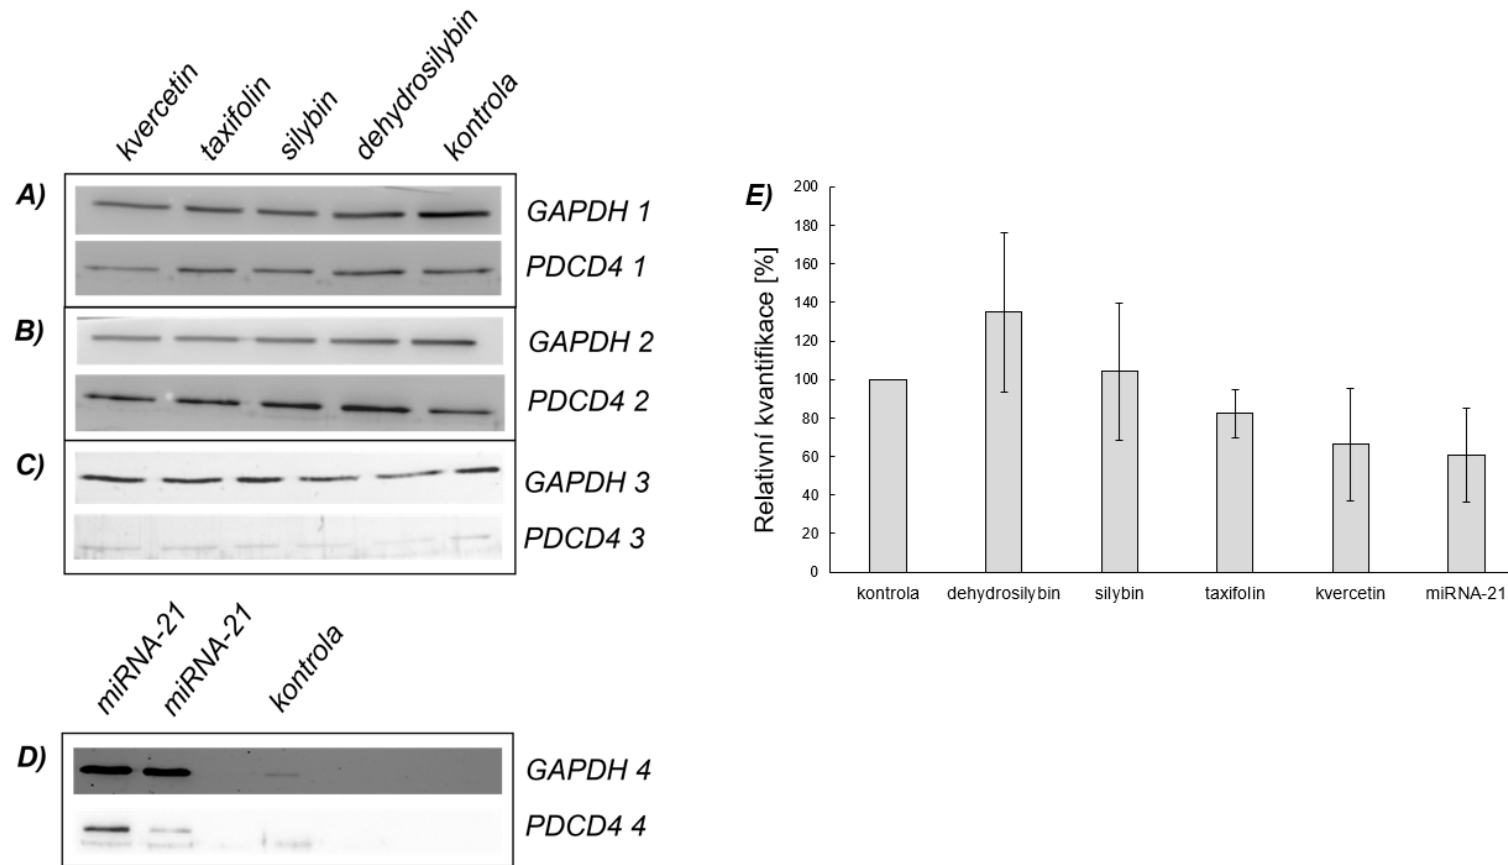 kvercetin
taxifolin
silybin
dehydrosilybin
kontrola
A)
GAPDH 1
PDCD4 1
B)
GAPDH 2
PDCD4 2
C)
GAPDH 3
PDCD4 3
miRNA-21
miRNA-21
kontrola
D)
GAPDH 4
PDCD4 4
E)
Relativní kvantifikace [%]
200
180
160
140
120
100
80
60
40
20
0
kontrola dehydrosilybin silybin taxifolin kvercetin miRNA-21